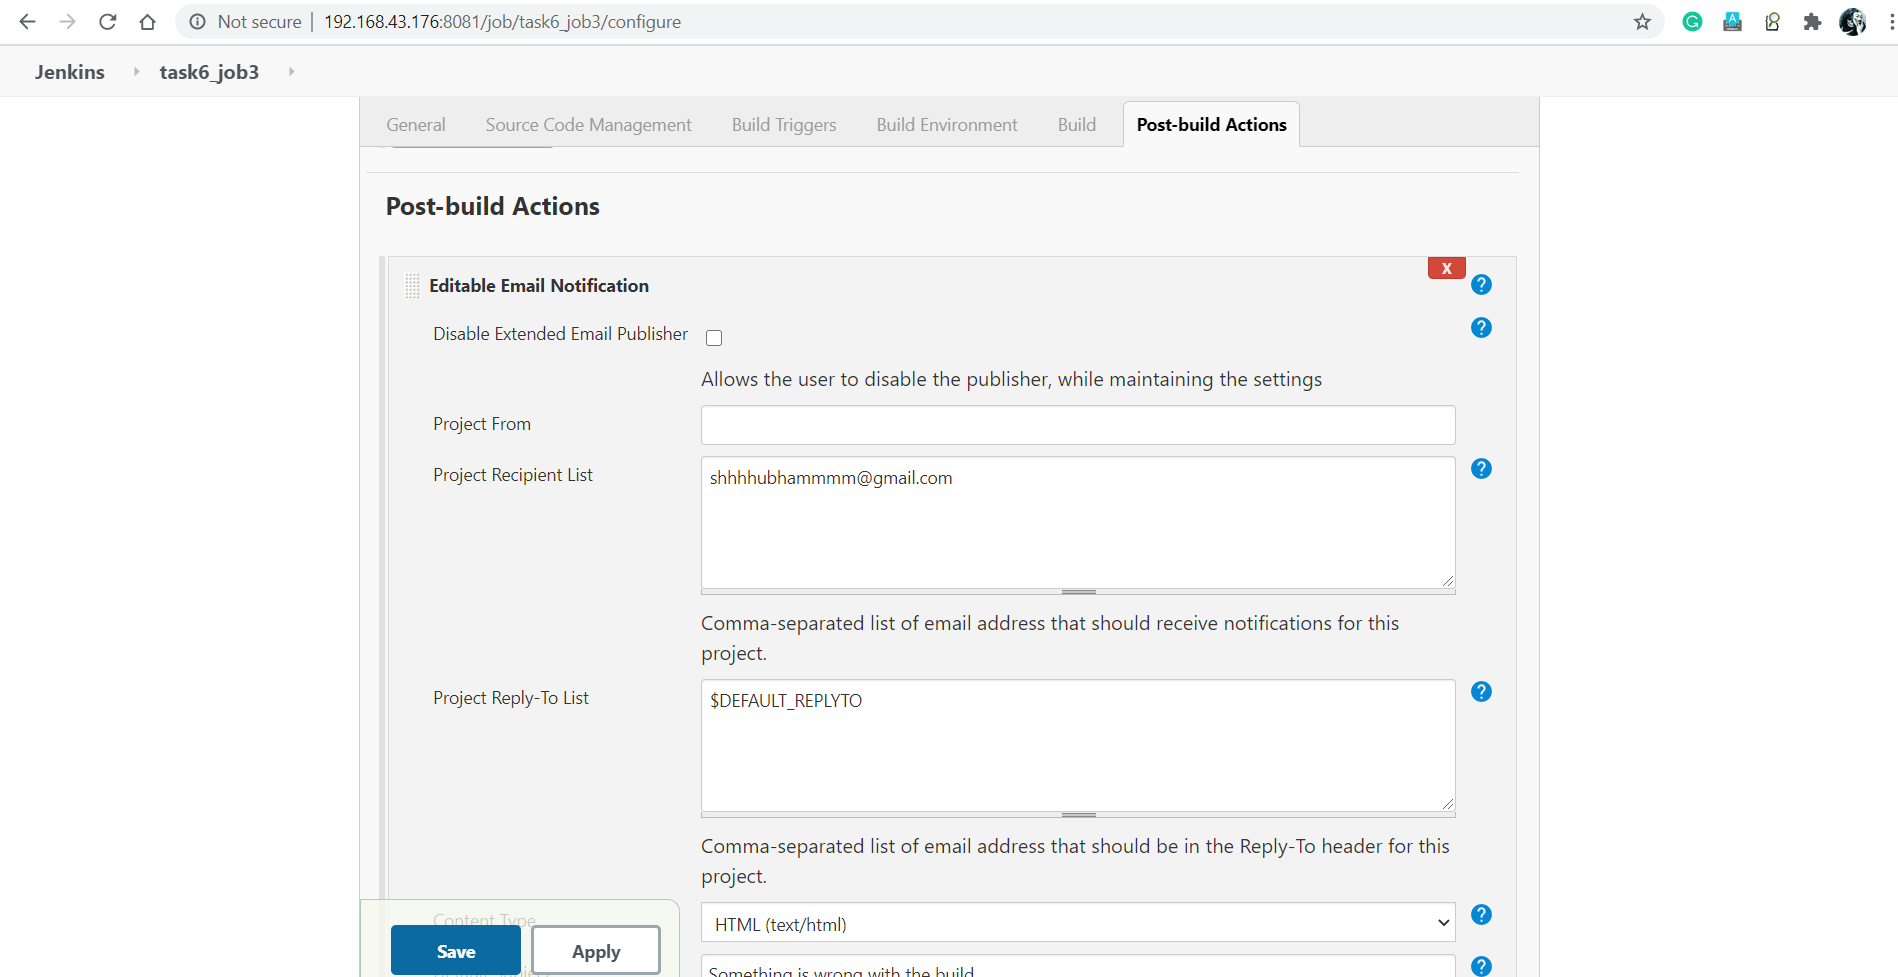 Not secure | 192.168.43.176:8081/job/task6_job3/configure
Jenkins task6_job3
General Source Code Management Build Triggers Build Environment Build Post-build Actions
Post-build Actions
X
Editable Email Notification
Disable Extended Email Publisher
Allows the user to disable the publisher, while maintaining the settings
Project From
Project Recipient List
shhhhubhammmm@gmail.com
Comma-separated list of email address that should receive notifications for this
project.
Project Reply-To List
$DEFAULT_REPLYTO
Comma-separated list of email address that should be in the Reply-To header for this
project.
Content Type
HTML (text/html)
Save Apply
Something is wrong with the build